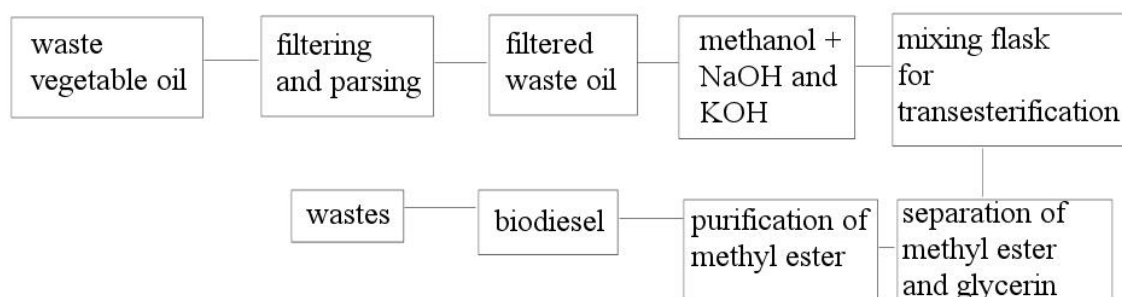 waste
vegetable oil
filtering
and parsing
filtered
waste oil
methanol +
NaOH and
KOH
mixing flask
for
transesterification
separation of
methyl ester
and glycerin
purification of
methyl ester
biodiesel
wastes